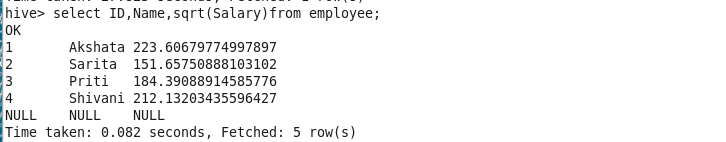 hive> select ID,Name,sqrt(Salary)from employee;
OK
1 Akshata 223.60679774997897
2 Sarita 151.65750888103102
3 Priti 184.39088914585776
4 Shivani 212.13203435596427
NULL NULL NULL
Time taken: 0.082 seconds, Fetched: 5 row(s)